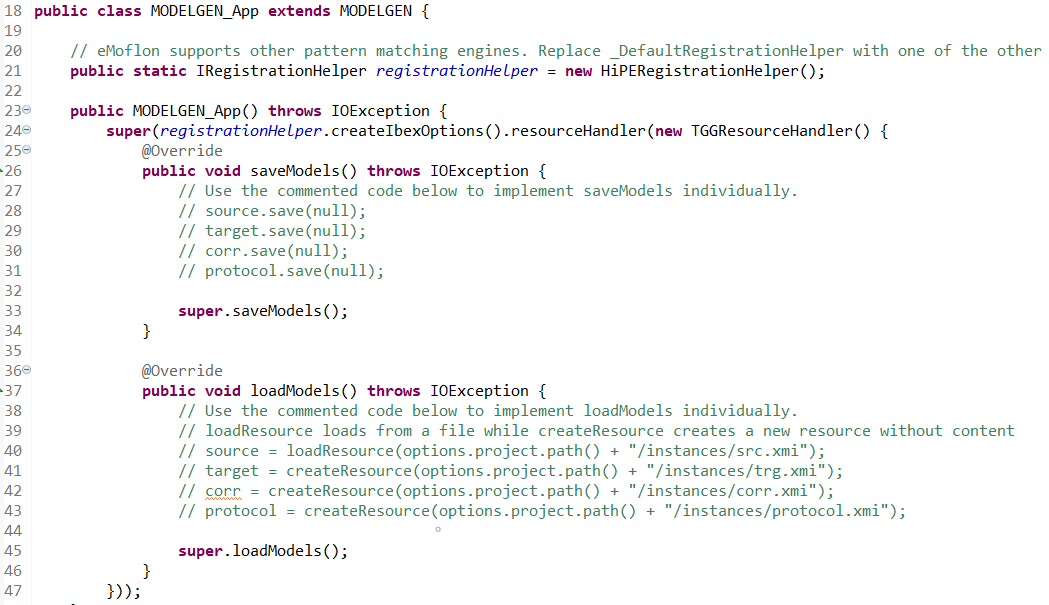 18 public class MODELGEN_App extends MODELGEN {
19
20 // eMoflon supports other pattern matching engines. Replace _DefaultRegistrationHelper with one of the other
21 public static IRegistrationHelper registrationHelper = new HiPERegistrationHelper();
22
23 public MODELGEN_App() throws IOException {
24 super(registrationHelper.createIbexOptions().resourceHandler(new TGGResourceHandler() {
25 @Override
26 public void saveModels() throws IOException {
27 // Use the commented code below to implement saveModels individually.
28 // source.save(null);
29 // target.save(null);
30 // corr.save(null);
31 // protocol.save(null);
32
33 super.saveModels();
34 }
35
36 @Override
37 public void loadModels() throws IOException {
38 // Use the commented code below to implement loadModels individually.
39 // loadResource loads from a file while createResource creates a new resource without content
40 // source = loadResource(options.project.path() + "/instances/src.xmi");
41 // target = createResource(options.project.path() + "/instances/trg.xmi");
42 // corr = createResource(options.project.path() + "/instances/corr.xmi");
43 // protocol = createResource(options.project.path() + "/instances/protocol.xmi");
44
45 super.loadModels();
46 }
47 }));